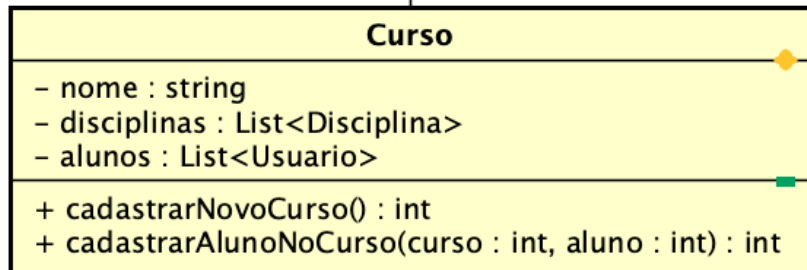 Curso
– nome : string
– disciplinas : List<Disciplina>
– alunos : List<Usuario>
+ cadastrarNovoCurso() : int
+ cadastrarAlunoNoCurso(curso : int, aluno : int) : int